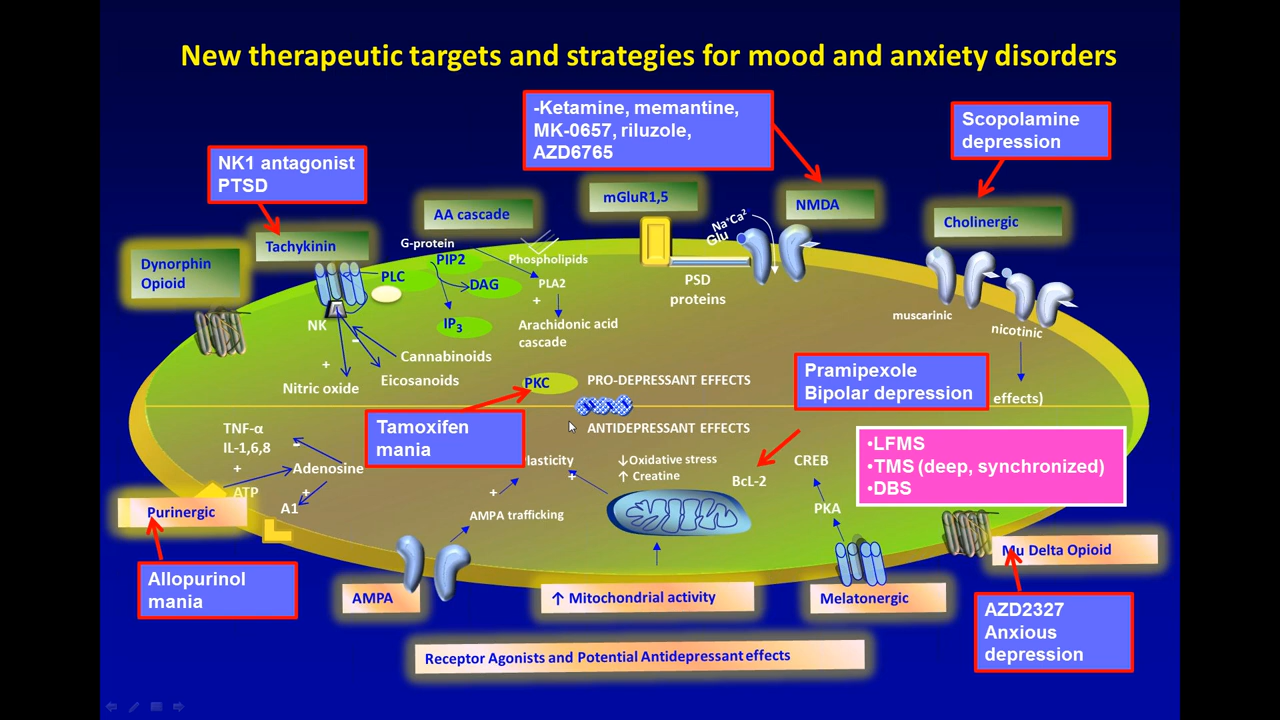 New therapeutic targets and strategies for mood and anxiety disorders
-Ketamine, memantine,
MK-0657, riluzole,
AZD6765
Scopolamine
depression
NK1 antagonist
PTSD
mGluR1,5
NMDA
AA cascade
Cholinergic
Tachykinin
Dynorphin
Opioid
G-protein
PIP2
Phospholipids
Na⁺Ca²
Glu
PLC
DAG
PLA2
+
PSD
proteins
NK
IP3
Arachidonic acid
cascade
muscarinic
nicotinic
-
+
Cannabinoids
Eicosanoids
Nitric oxide
PKC
PRO-DEPRESSANT EFFECTS
Pramipexole
Bipolar depression
effects)
Tamoxifen
mania
ANTIDEPRESSANT EFFECTS
TNF-α
IL-1,6,8
-
+
Adenosine
ATP
+
A1
lasticity
+
+
AMPA trafficking
↓Oxidative stress
↑ Creatine
BcL-2
CREB
PKA
•LFMS
•TMS (deep, synchronized)
•DBS
Purinergic
Mu Delta Opioid
Allopurinol
mania
AMPA
↑ Mitochondrial activity
Melatonergic
AZD2327
Anxious
depression
Receptor Agonists and Potential Antidepressant effects